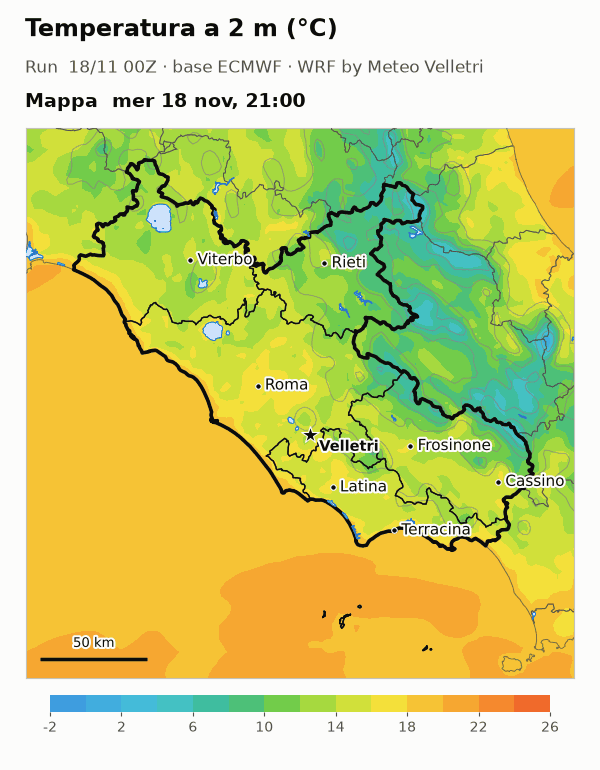 Temperatura a 2 m (°C)
Run  18/11 00Z · base ECMWF · WRF by Meteo Velletri
Mappa  mer 18 nov, 21:00
Viterbo
Rieti
Roma
Velletri
Frosinone
Cassino
Latina
Terracina
50 km
-2 2 6 10 14 18 22 26